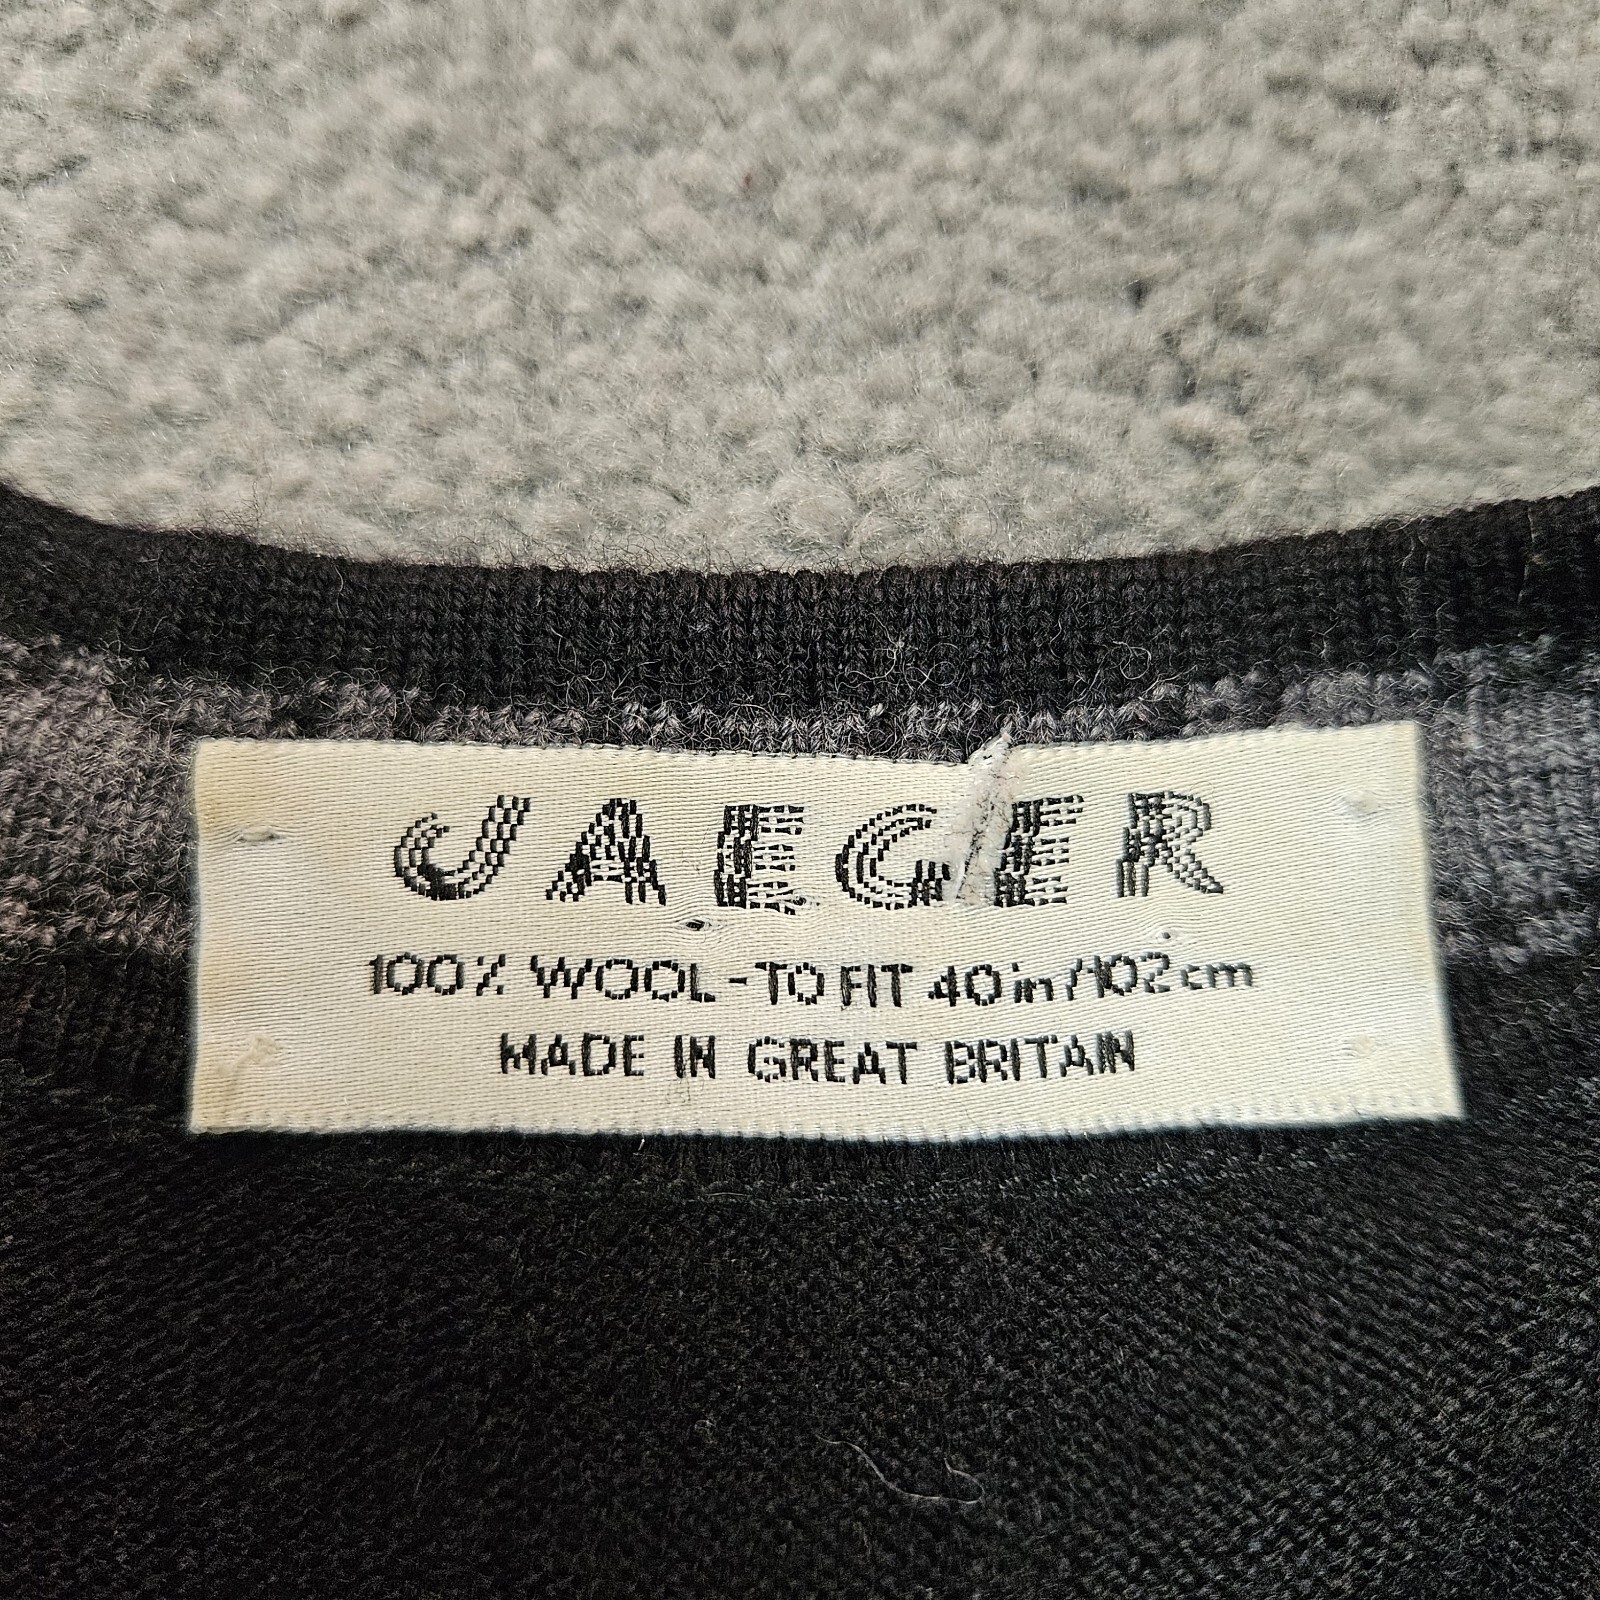 JAEGER
100% WOOL - TO FIT 40in/102cm
MADE IN GREAT BRITAIN